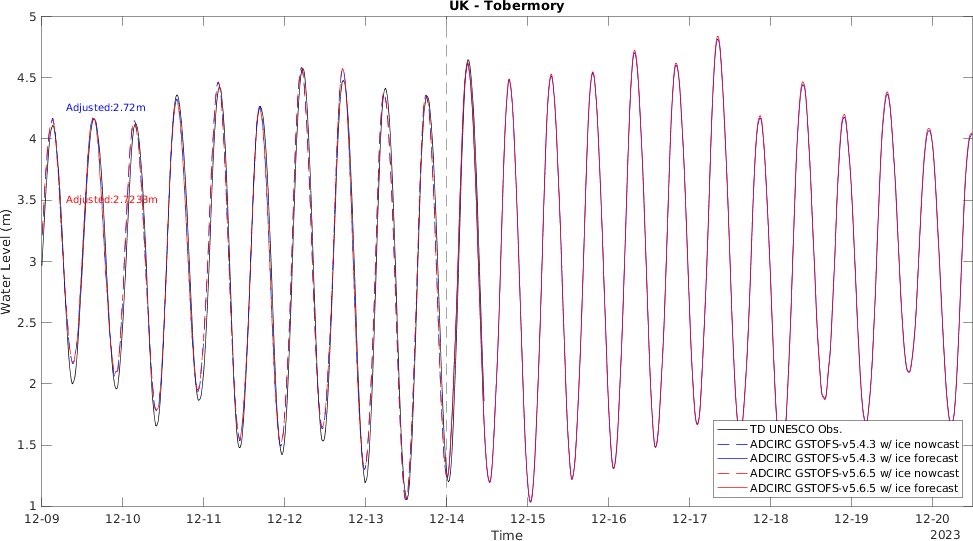 UK - Tobermory
5
4.5
4
3.5
3
2.5
2
1.5
1
Water Level (m)
Adjusted:2.72m
Adjusted:2.7233m
TD UNESCO Obs.
ADCIRC GSTOFS-v5.4.3 w/ ice nowcast
ADCIRC GSTOFS-v5.4.3 w/ ice forecast
ADCIRC GSTOFS-v5.6.5 w/ ice nowcast
ADCIRC GSTOFS-v5.6.5 w/ ice forecast
12-09 12-10 12-11 12-12 12-13 12-14 12-15 12-16 12-17 12-18 12-19 12-20
Time
2023